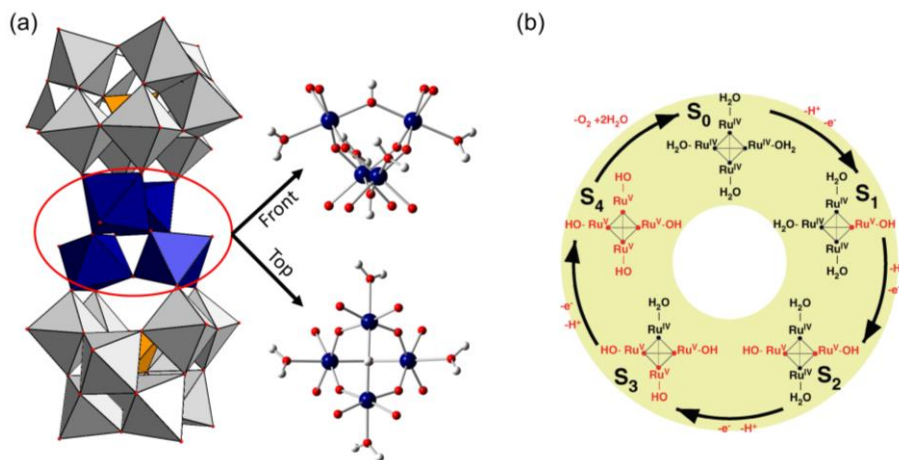 (a)
Front
Top
(b)
-O₂ +2H₂O
S₀
H₂O
Ruᴵⱽ
H₂O- Ruᴵⱽ Ruᴵⱽ-OH₂
Ruᴵⱽ
H₂O
-H⁺
-e⁻
S₁
H₂O
Ruᴵⱽ
H₂O- Ruᴵⱽ Ruⱽ-OH
Ruᴵⱽ
H₂O
-H⁺
-e⁻
S₂
H₂O
Ruᴵⱽ
HO- Ruⱽ Ruⱽ-OH
Ruᴵⱽ
H₂O
-e⁻ -H⁺
S₃
H₂O
Ruᴵⱽ
HO- Ruⱽ Ruⱽ-OH
Ruⱽ
HO
-e⁻
-H⁺
S₄
HO
Ruⱽ
HO- Ruⱽ Ruⱽ-OH
Ruⱽ
HO